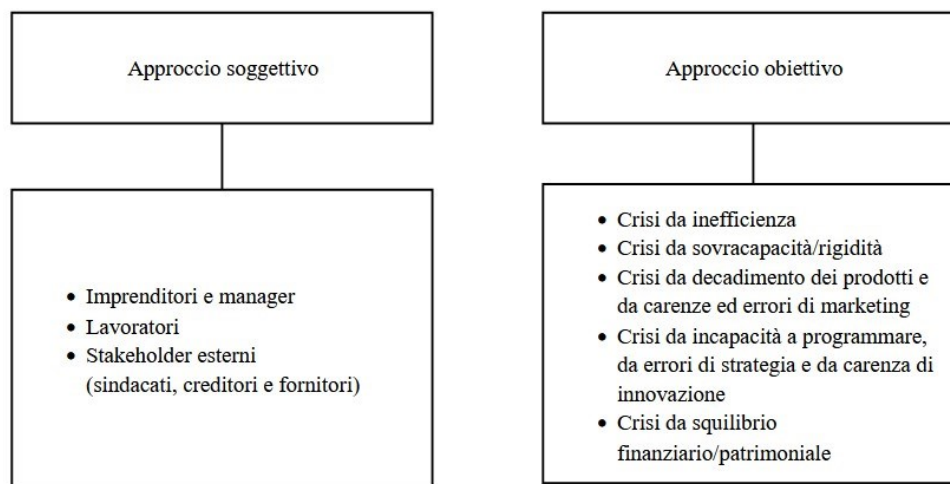 Approccio soggettivo
• Imprenditori e manager
• Lavoratori
• Stakeholder esterni
(sindacati, creditori e fornitori)
Approccio obiettivo
• Crisi da inefficienza
• Crisi da sovracapacità/rigidità
• Crisi da decadimento dei prodotti e
da carenze ed errori di marketing
• Crisi da incapacità a programmare,
da errori di strategia e da carenza di
innovazione
• Crisi da squilibrio
finanziario/patrimoniale